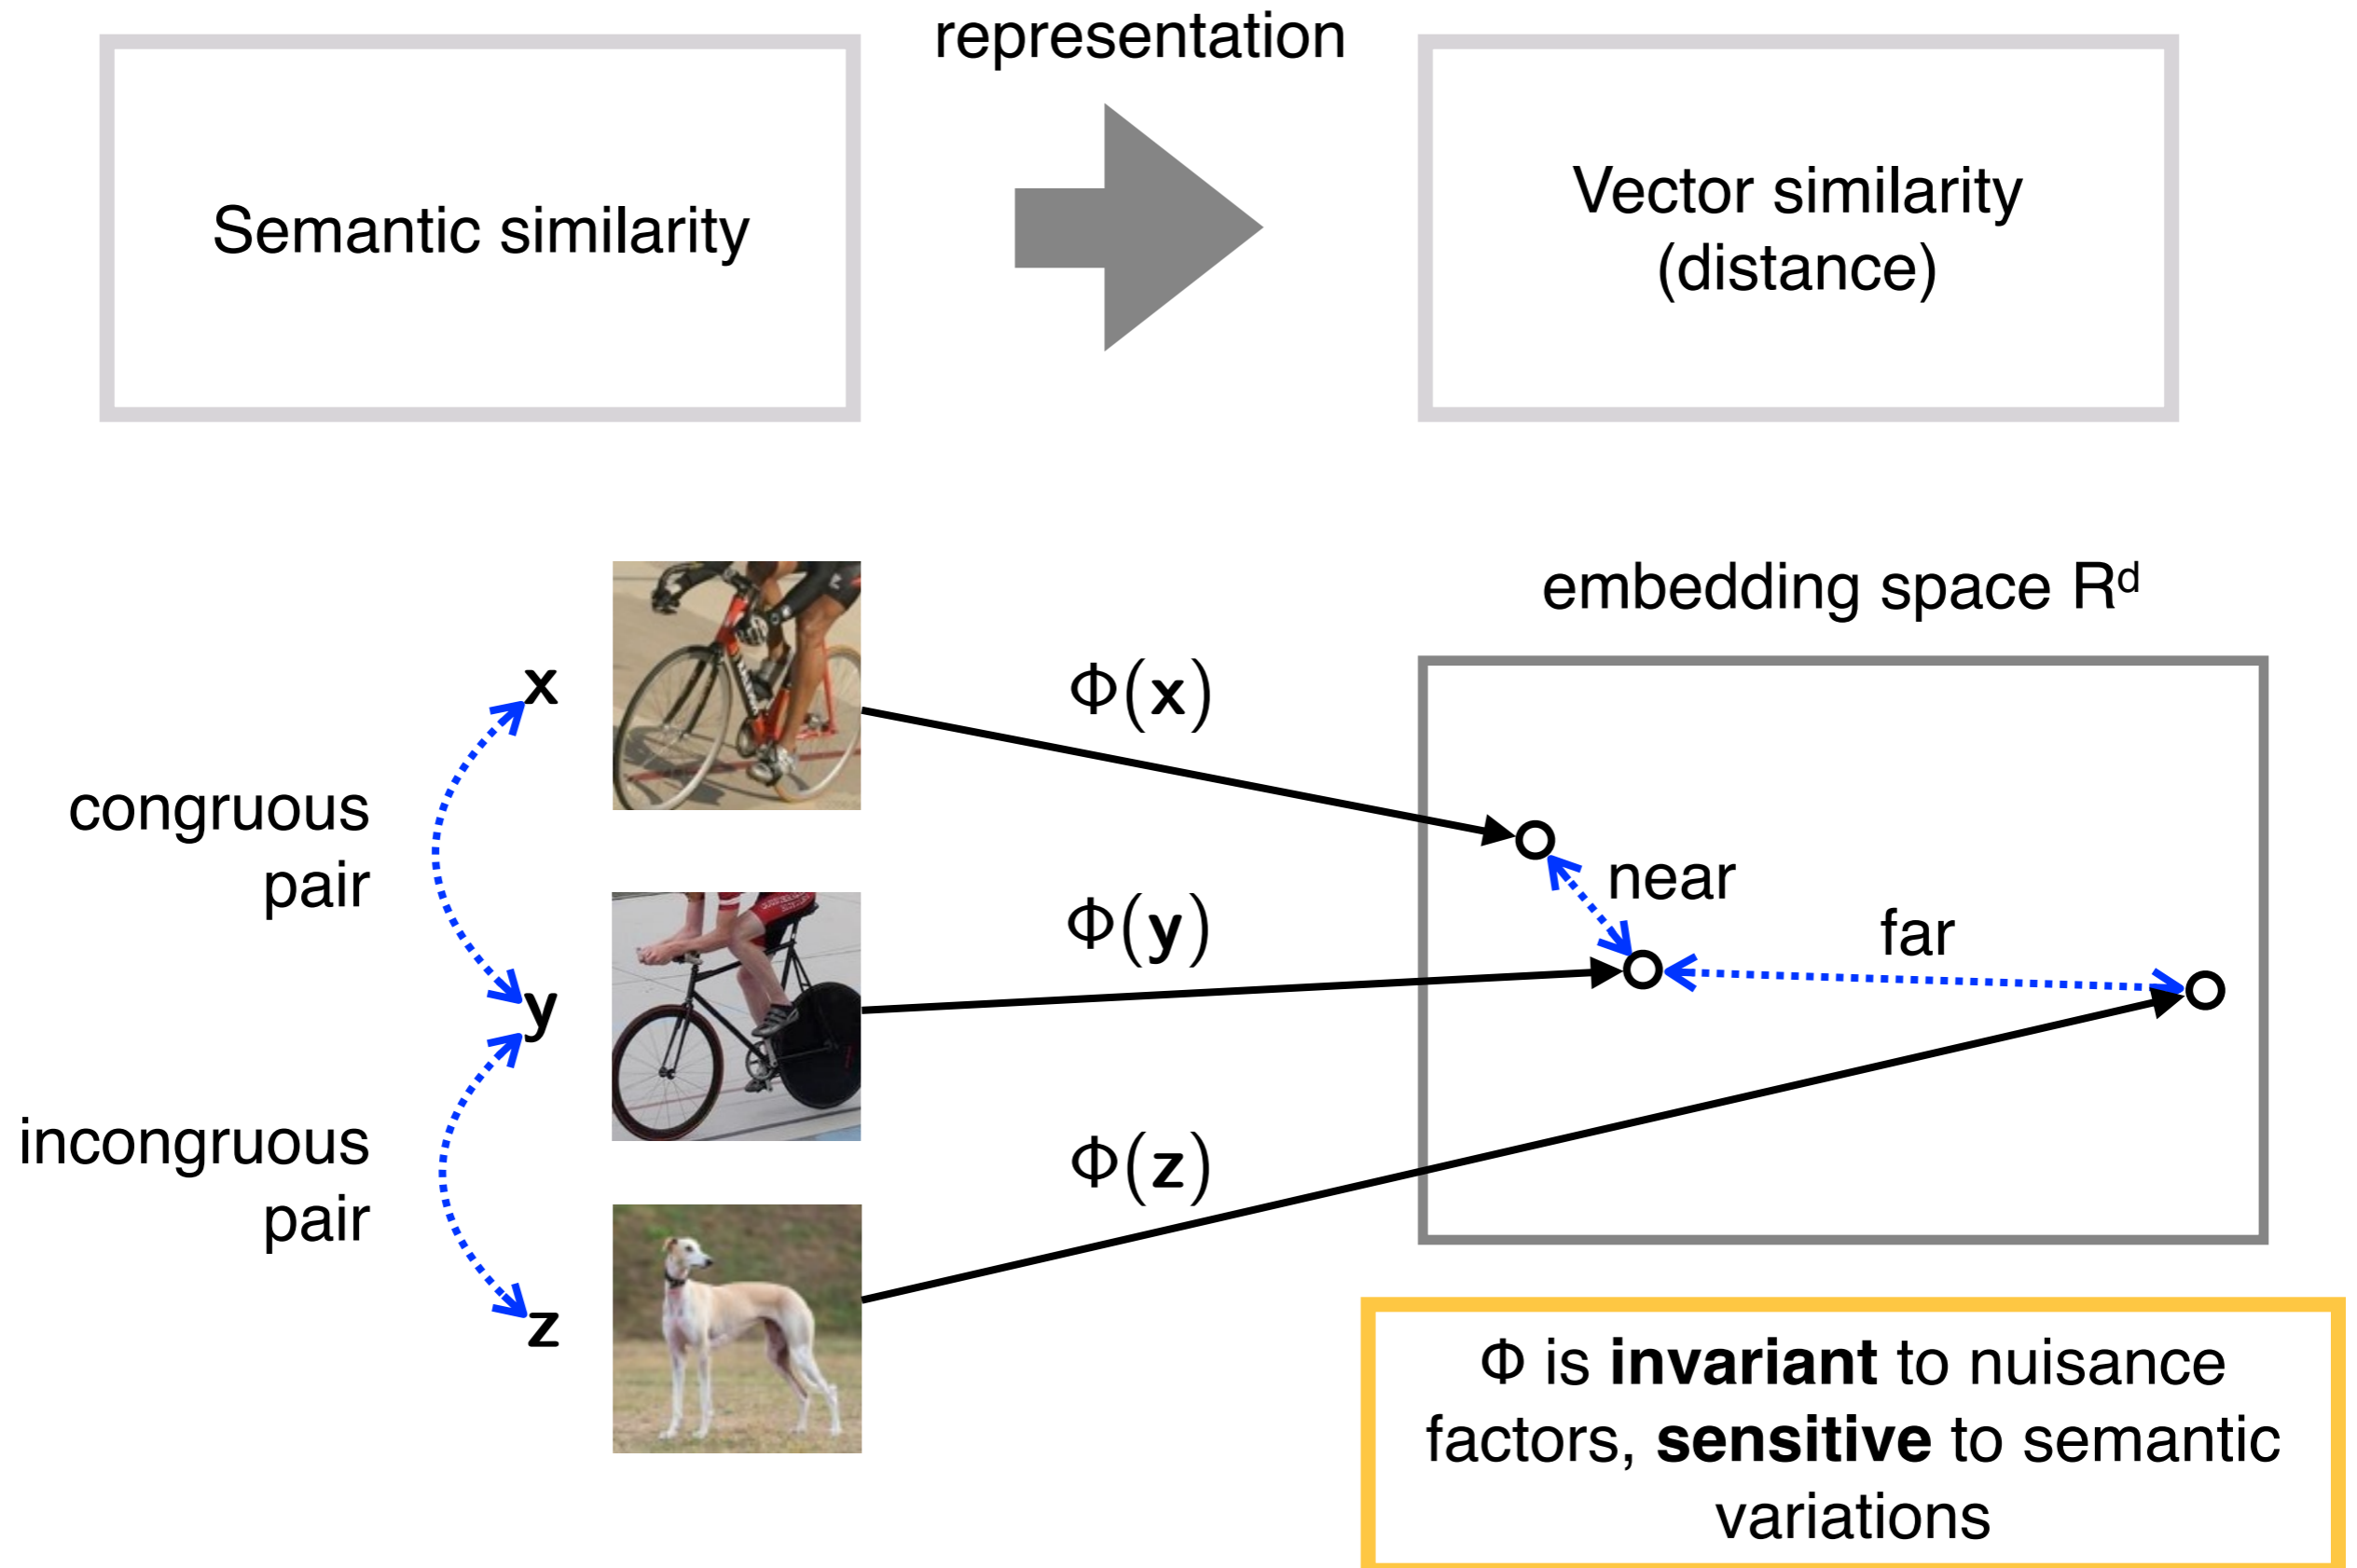 representation
Semantic similarity
Vector similarity
(distance)
embedding space Rᵈ
x
Φ(x)
congruous
pair
near
y
Φ(y)
far
incongruous
pair
z
Φ(z)
Φ is invariant to nuisance
factors, sensitive to semantic
variations